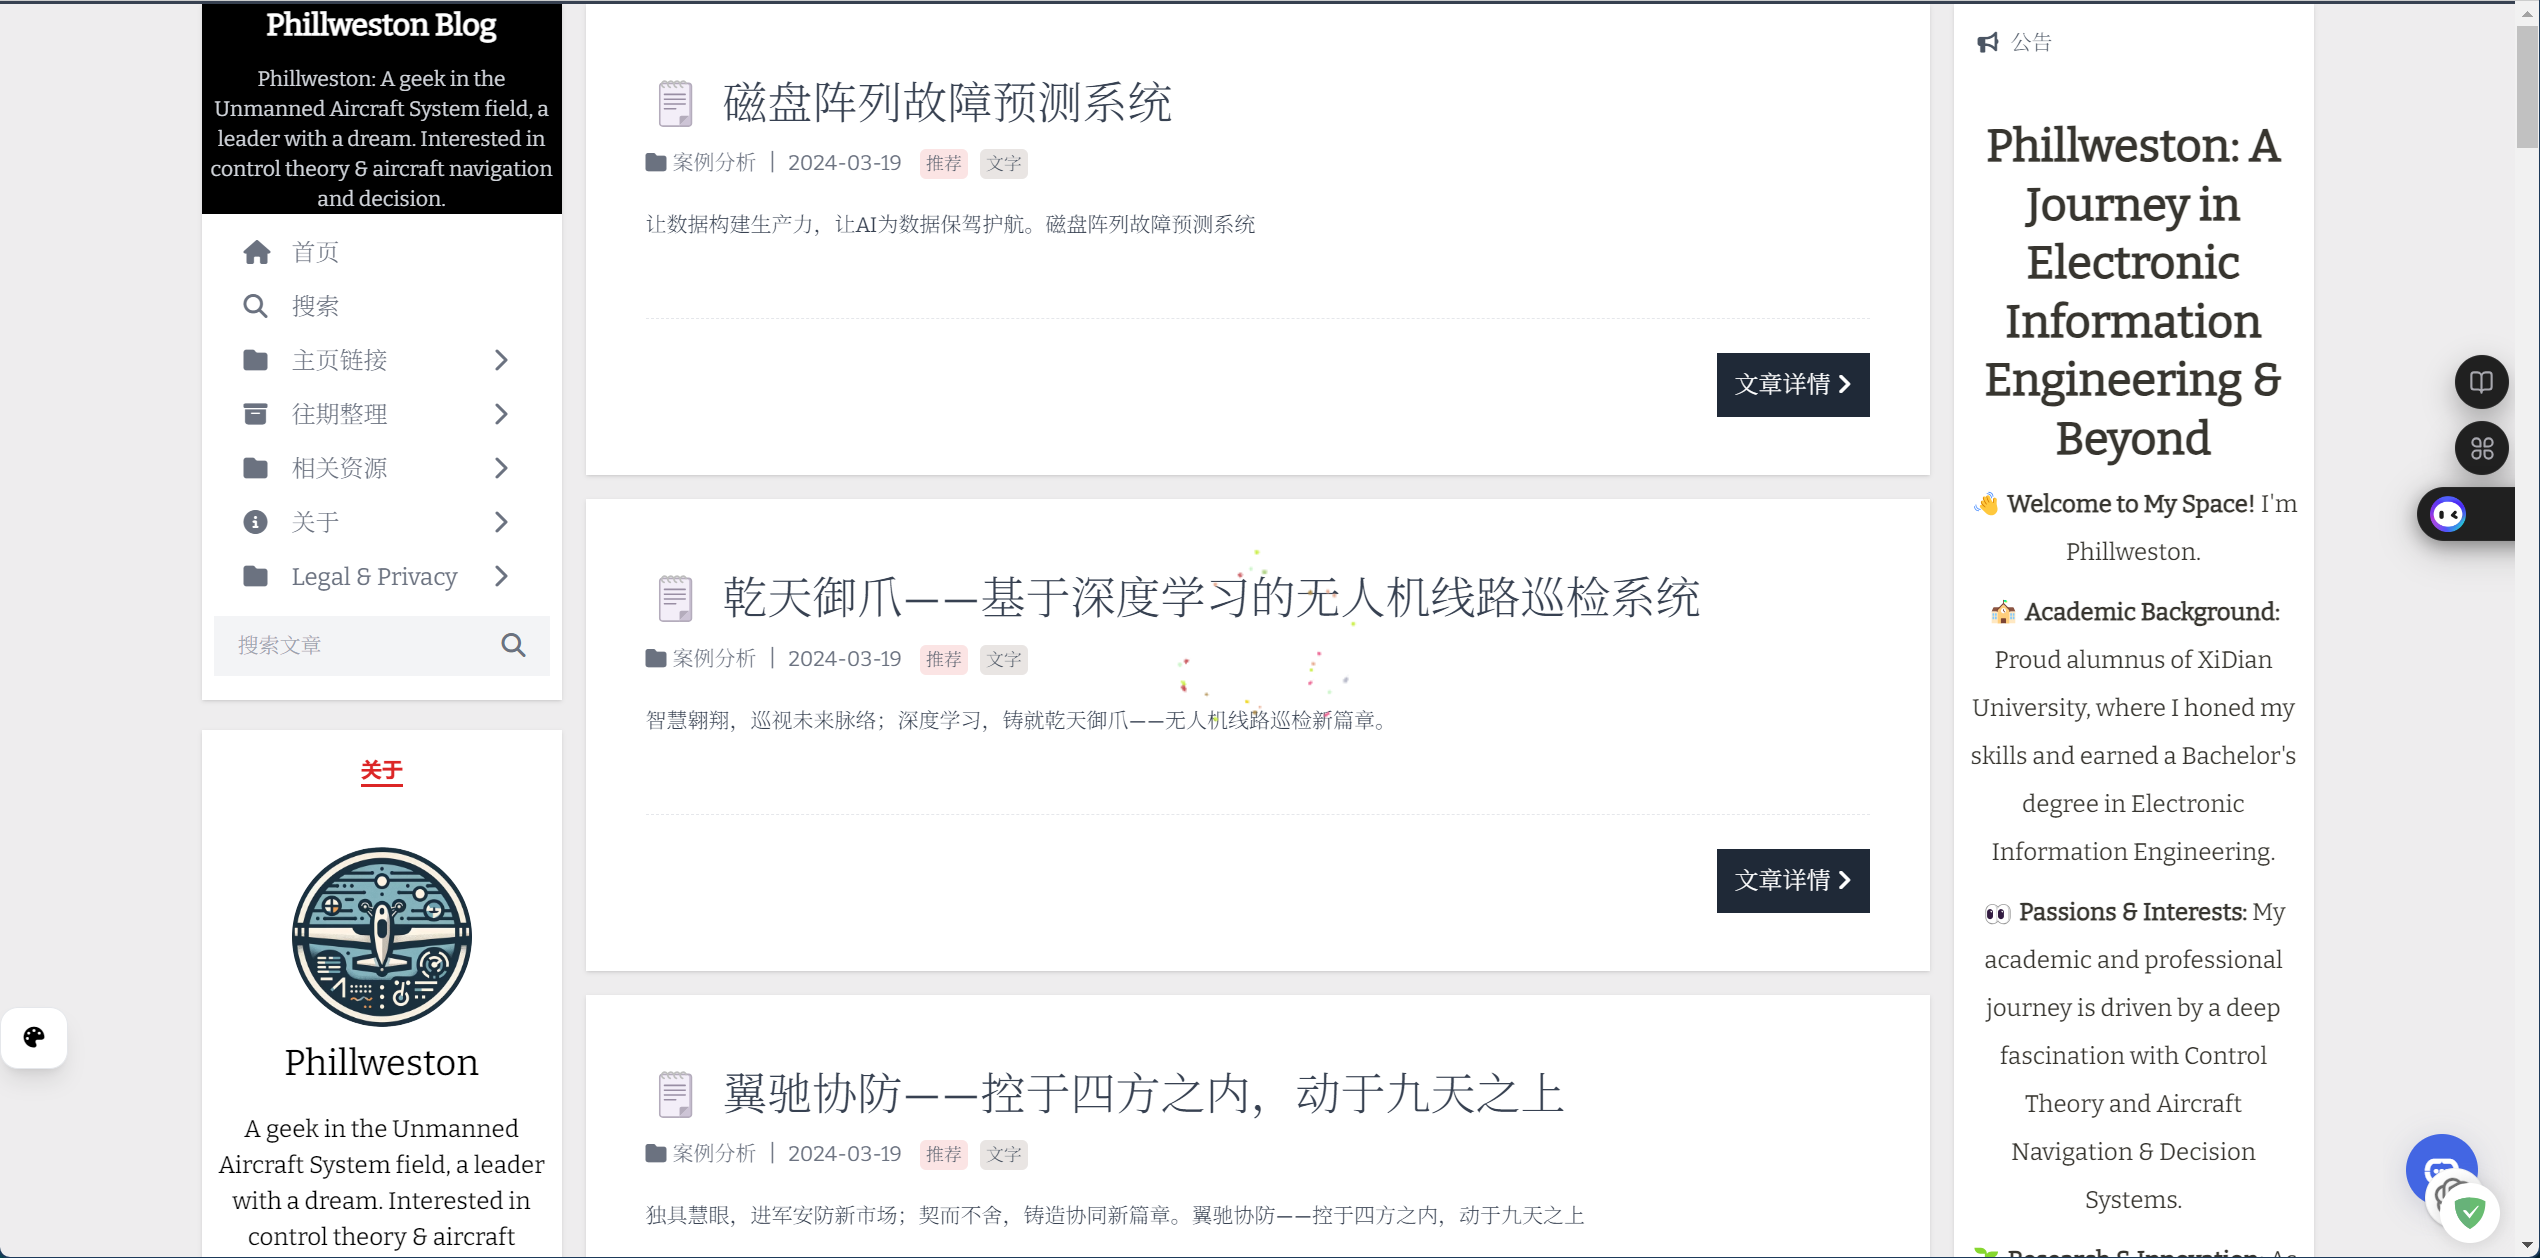 Phillweston Blog
Phillweston: A geek in the
Unmanned Aircraft System field, a
leader with a dream. Interested in
control theory & aircraft navigation
and decision.
首页
搜索
主页链接
往期整理
相关资源
关于
Legal & Privacy
搜索文章
关于
Phillweston
A geek in the Unmanned
Aircraft System field, a leader
with a dream. Interested in
control theory & aircraft
磁盘阵列故障预测系统
案例分析 | 2024-03-19 推荐 文字
让数据构建生产力，让AI为数据保驾护航。磁盘阵列故障预测系统
文章详情
乾天御爪——基于深度学习的无人机线路巡检系统
案例分析 | 2024-03-19 推荐 文字
智慧翱翔，巡视未来脉络；深度学习，铸就乾天御爪——无人机线路巡检新篇章。
文章详情
翼驰协防——控于四方之内，动于九天之上
案例分析 | 2024-03-19 推荐 文字
独具慧眼，进军安防新市场；契而不舍，铸造协同新篇章。翼驰协防——控于四方之内，动于九天之上
公告
Phillweston: A
Journey in
Electronic
Information
Engineering &
Beyond
👋 Welcome to My Space! I'm
Phillweston.
🏫 Academic Background:
Proud alumnus of XiDian
University, where I honed my
skills and earned a Bachelor's
degree in Electronic
Information Engineering.
👀 Passions & Interests: My
academic and professional
journey is driven by a deep
fascination with Control
Theory and Aircraft
Navigation & Decision
Systems.
🌱 Research & Innovation: As